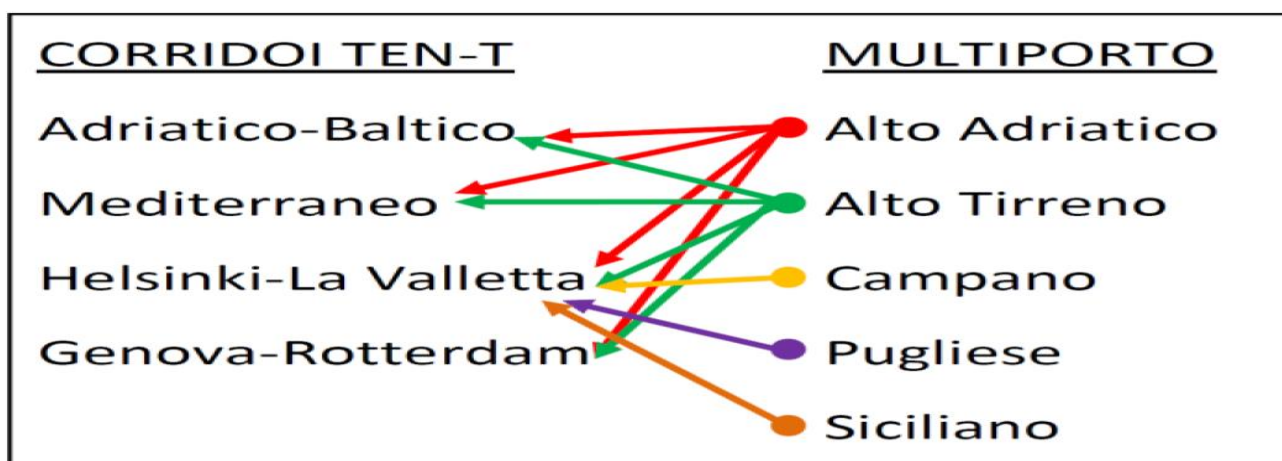 CORRIDOI TEN-T MULTIPORTO
Adriatico-Baltico Alto Adriatico
Mediterraneo Alto Tirreno
Helsinki-La Valletta Campano
Genova-Rotterdam Pugliese
Siciliano